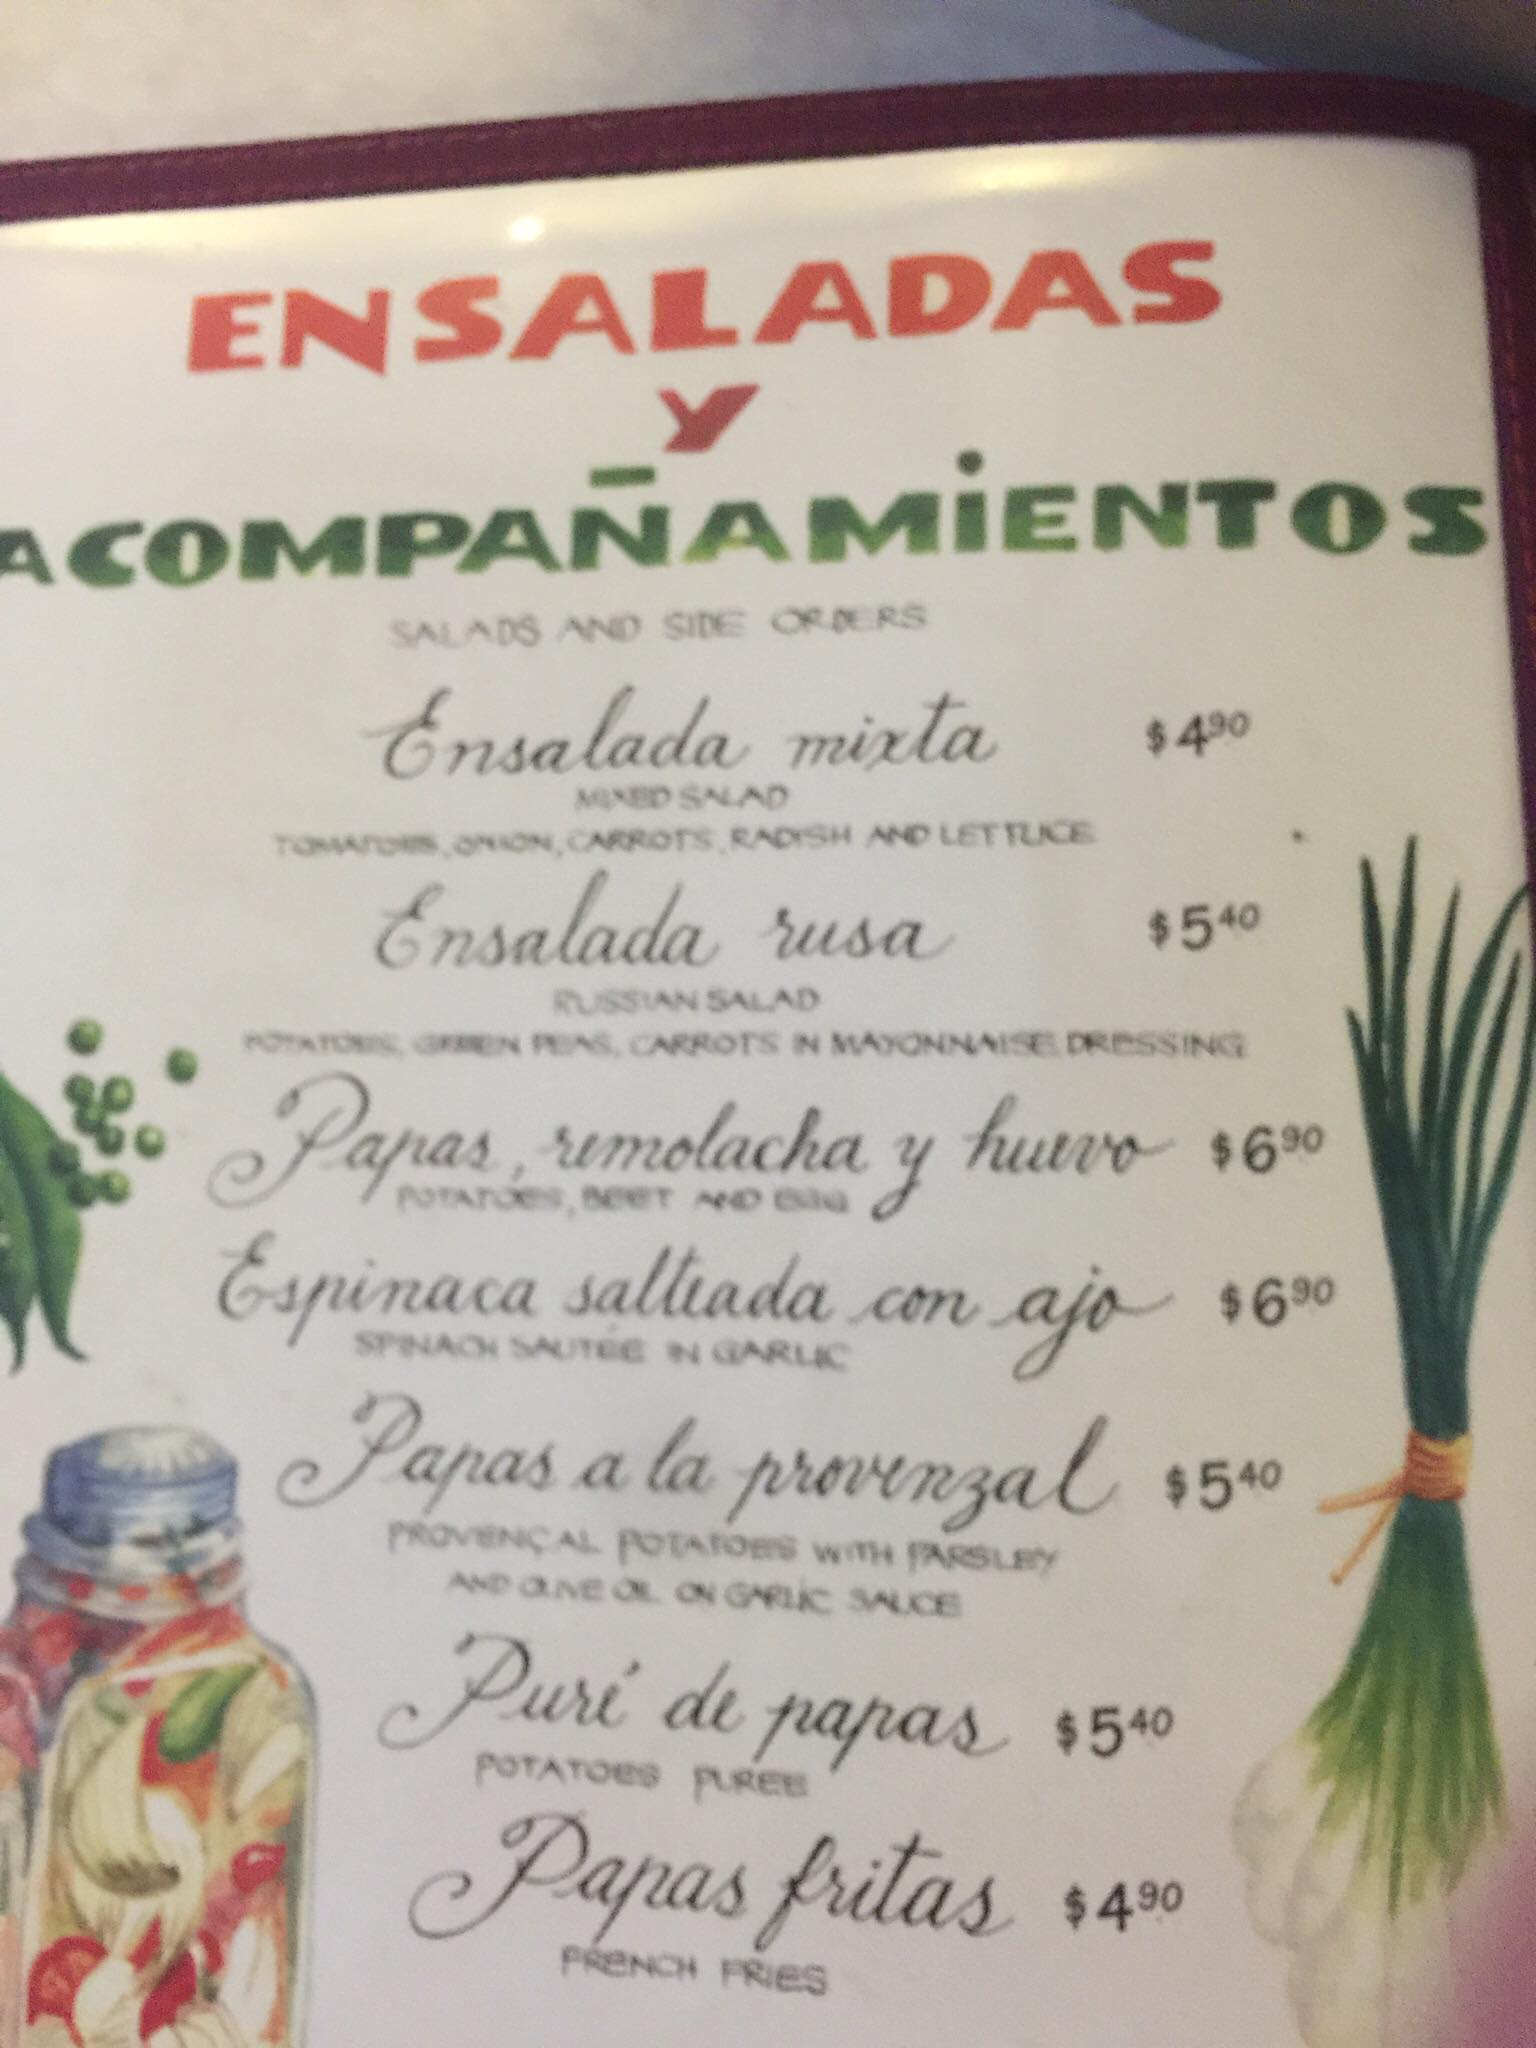 ENSALADAS
Y
ACOMPAÑAMIENTOS
SALADS AND SIDE ORDERS
Ensalada mixta $4.90
MIXED SALAD
TOMATOES, ONION, CARROTS, RADISH AND LETTUCE
Ensalada rusa $5.40
RUSSIAN SALAD
POTATOES, GREEN PEAS, CARROTS IN MAYONNAISE DRESSING
Papas, remolacha y huevo $6.90
POTATOES, BEET AND EGG
Espinaca salteada con ajo $6.90
SPINACH SAUTÉE IN GARLIC
Papas a la provenzal $5.40
PROVENÇAL POTATOES WITH PARSLEY
AND OLIVE OIL ON GARLIC SAUCE
Puré de papas $5.40
POTATOES PUREE
Papas fritas $4.90
FRENCH FRIES